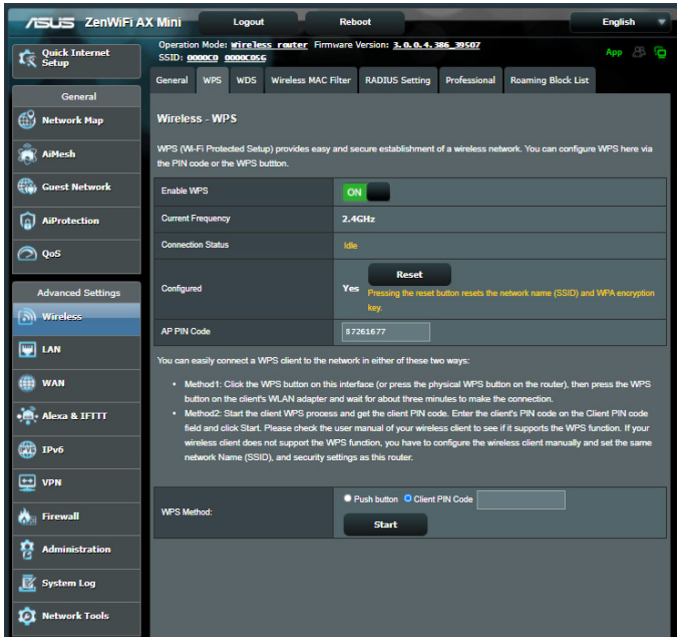 ASUS ZenWiFi AX Mini Logout Reboot English
Quick Internet Setup
Operation Mode: Wireless router Firmware Version: 3.0.0.4.386_39507
SSID: 0000C0 0000C05G
App
General WPS WDS Wireless MAC Filter RADIUS Setting Professional Roaming Block List
General
Network Map
AiMesh
Guest Network
AiProtection
QoS
Advanced Settings
Wireless
LAN
WAN
Alexa & IFTTT
IPv6
VPN
Firewall
Administration
System Log
Network Tools
Wireless - WPS
WPS (Wi-Fi Protected Setup) provides easy and secure establishment of a wireless network. You can configure WPS here via
the PIN code or the WPS buttton.
Enable WPS ON
Current Frequency 2.4GHz
Connection Status Idle
Configured Yes Reset
Pressing the reset button resets the network name (SSID) and WPA encryption
key.
AP PIN Code 87261677
You can easily connect a WPS client to the network in either of these two ways:
• Method1: Click the WPS button on this interface (or press the physical WPS button on the router), then press the WPS
button on the client's WLAN adapter and wait for about three minutes to make the connection.
• Method2: Start the client WPS process and get the client PIN code. Enter the client's PIN code on the Client PIN code
field and click Start. Please check the user manual of your wireless client to see if it supports the WPS function. If your
wireless client does not support the WPS function, you have to configure the wireless client manually and set the same
network Name (SSID), and security settings as this router.
WPS Method: Push button Client PIN Code
Start